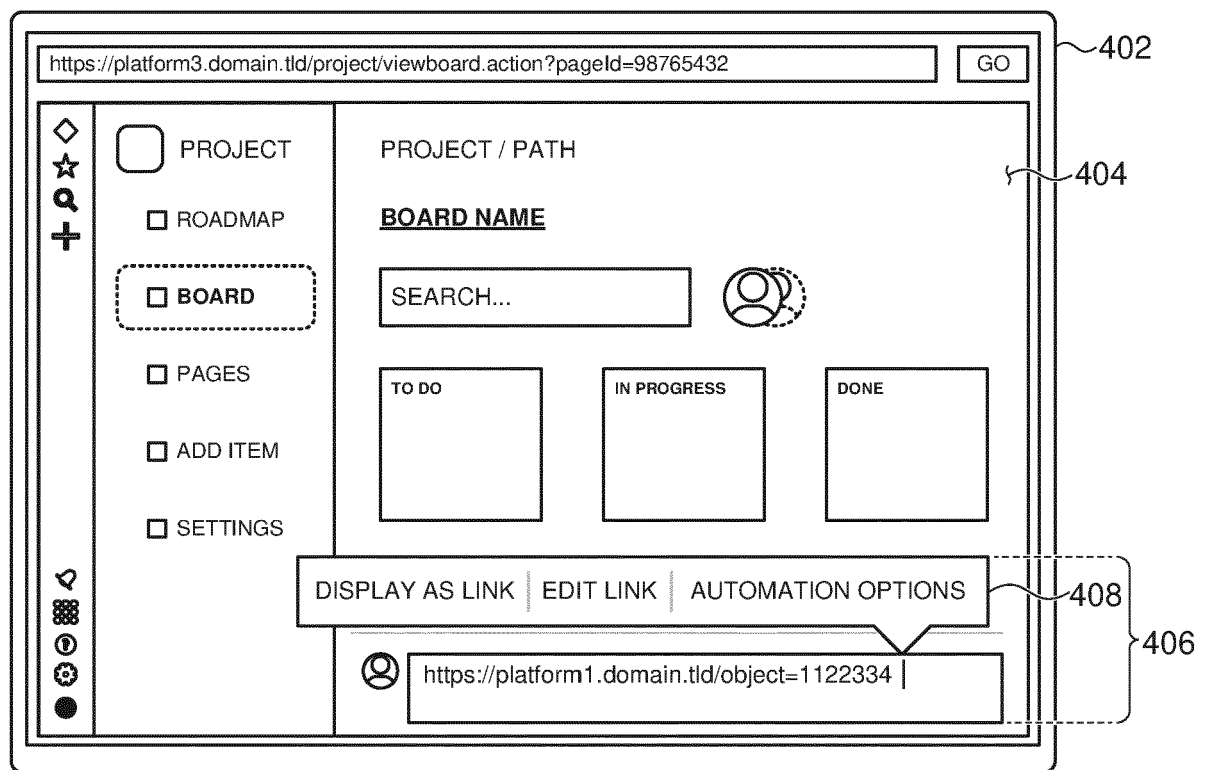 https://platform3.domain.tld/project/viewboard.action?pageId=98765432
GO
402
PROJECT
ROADMAP
BOARD
PAGES
ADD ITEM
SETTINGS
PROJECT / PATH
404
BOARD NAME
SEARCH...
TO DO
IN PROGRESS
DONE
DISPLAY AS LINK
EDIT LINK
AUTOMATION OPTIONS
408
406
https://platform1.domain.tld/object=1122334